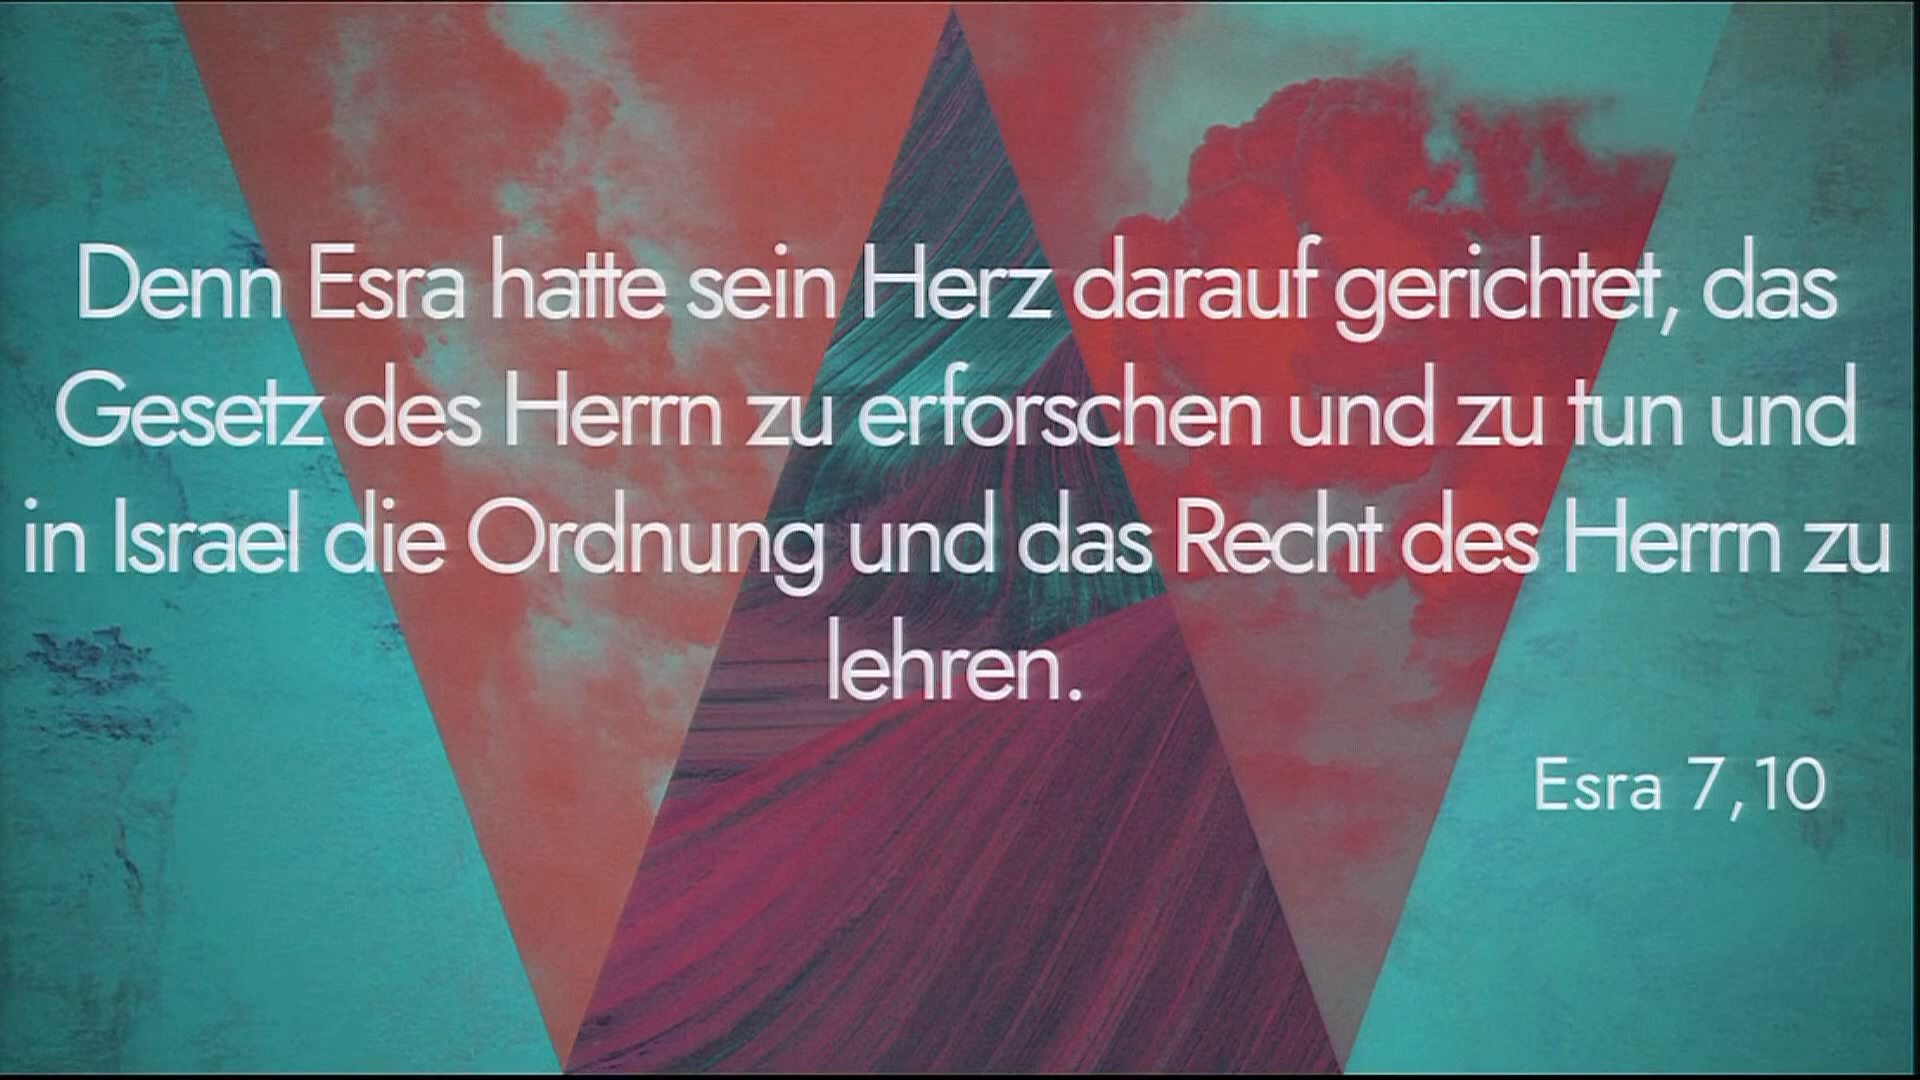 Denn Esra hatte sein Herz darauf gerichtet, das
Gesetz des Herrn zu erforschen und zu tun und
in Israel die Ordnung und das Recht des Herrn zu
lehren.
Esra 7,10